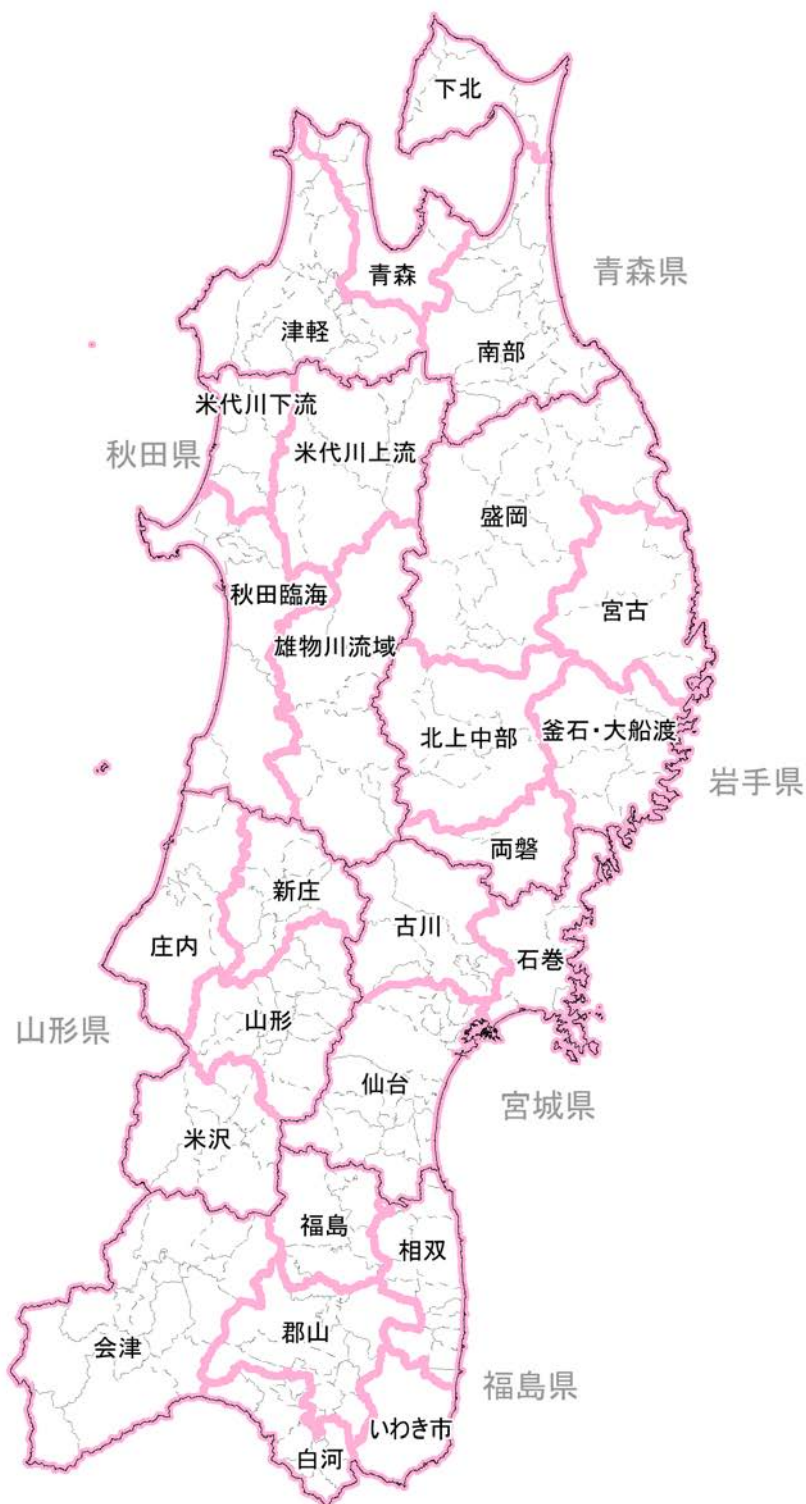 下北
青森県
青森
津軽
南部
米代川下流
秋田県
米代川上流
盛岡
秋田臨海
宮古
雄物川流域
北上中部
釜石・大船渡
岩手県
両磐
新庄
古川
庄内
石巻
山形県
山形
仙台
宮城県
米沢
福島
相双
会津
郡山
福島県
いわき市
白河